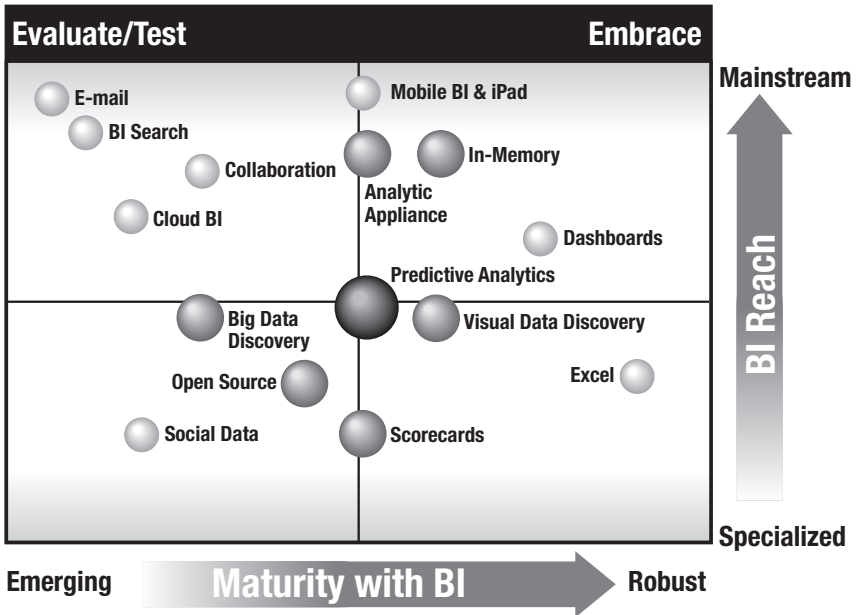 Evaluate/Test
Embrace
Mainstream
E-mail
Mobile BI & iPad
BI Search
In-Memory
Collaboration
Analytic
Appliance
Cloud BI
Dashboards
Predictive Analytics
Big Data
Discovery
Visual Data Discovery
BI Reach
Open Source
Excel
Social Data
Scorecards
Specialized
Emerging
Maturity with BI
Robust